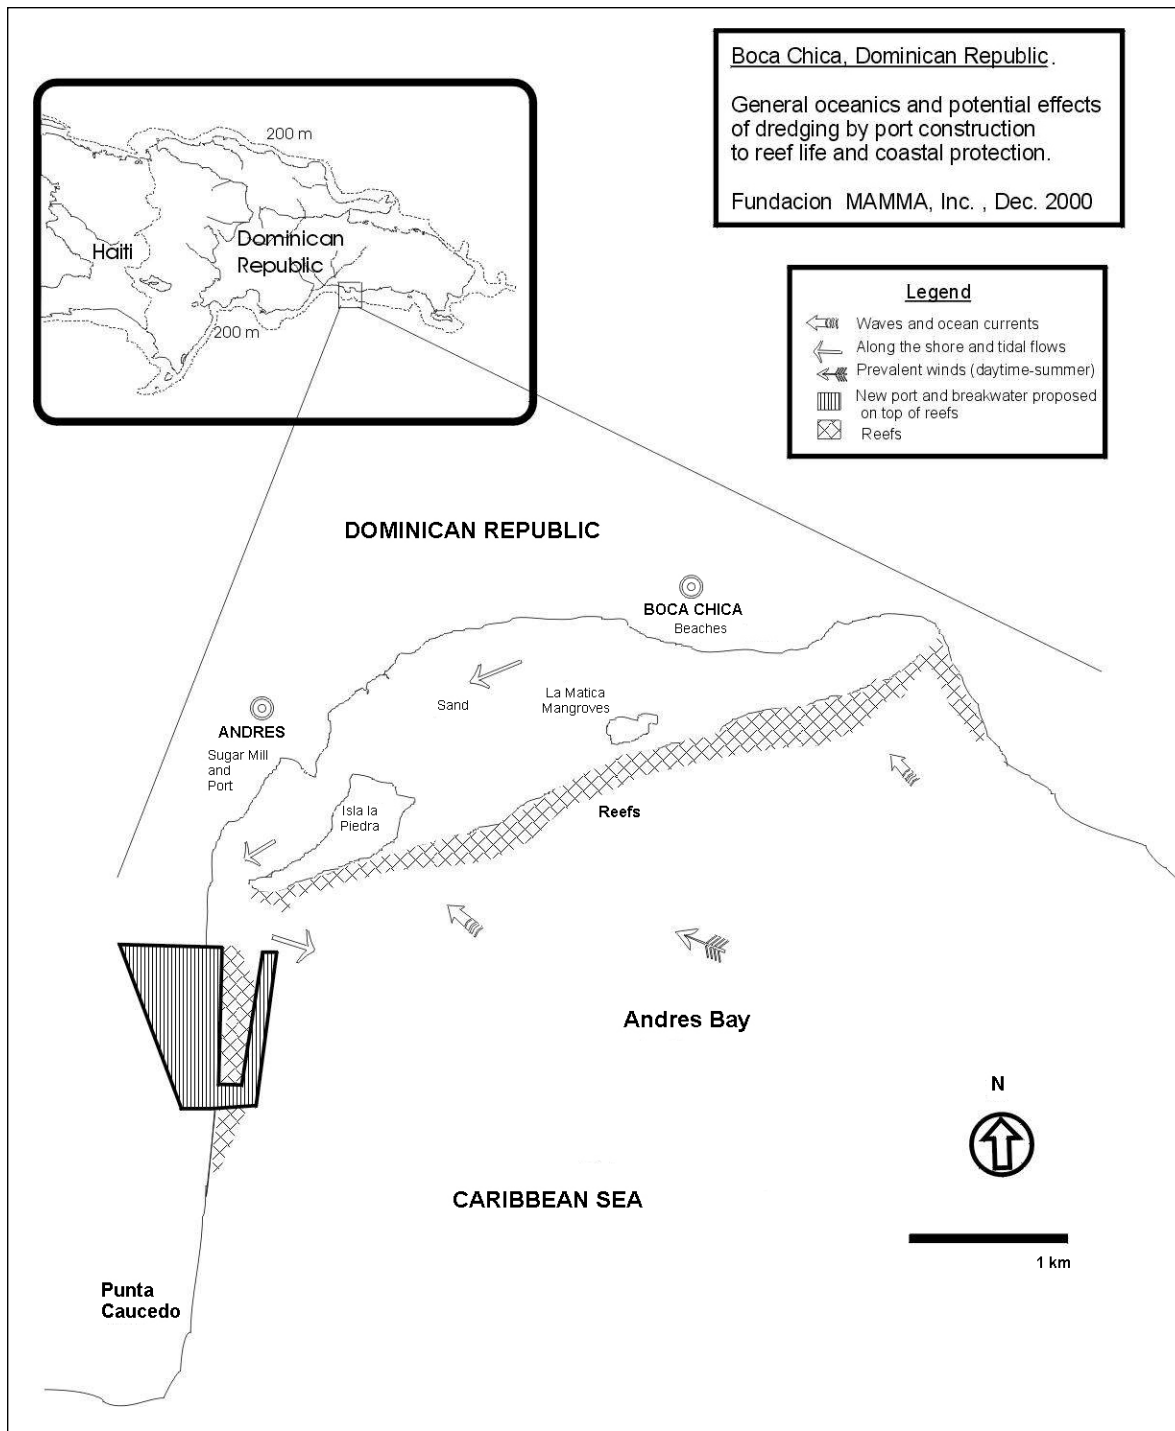 Boca Chica, Dominican Republic.
General oceanics and potential effects
of dredging by port construction
to reef life and coastal protection.
Fundacion MAMMA, Inc. , Dec. 2000
200 m
Haiti
Dominican
Republic
200 m
Legend
Waves and ocean currents
Along the shore and tidal flows
Prevalent winds (daytime-summer)
New port and breakwater proposed
on top of reefs
Reefs
DOMINICAN REPUBLIC
BOCA CHICA
Beaches
La Matica
Mangroves
Sand
ANDRES
Sugar Mill
and
Port
Isla la
Piedra
Reefs
Andres Bay
N
CARIBBEAN SEA
1 km
Punta
Caucedo